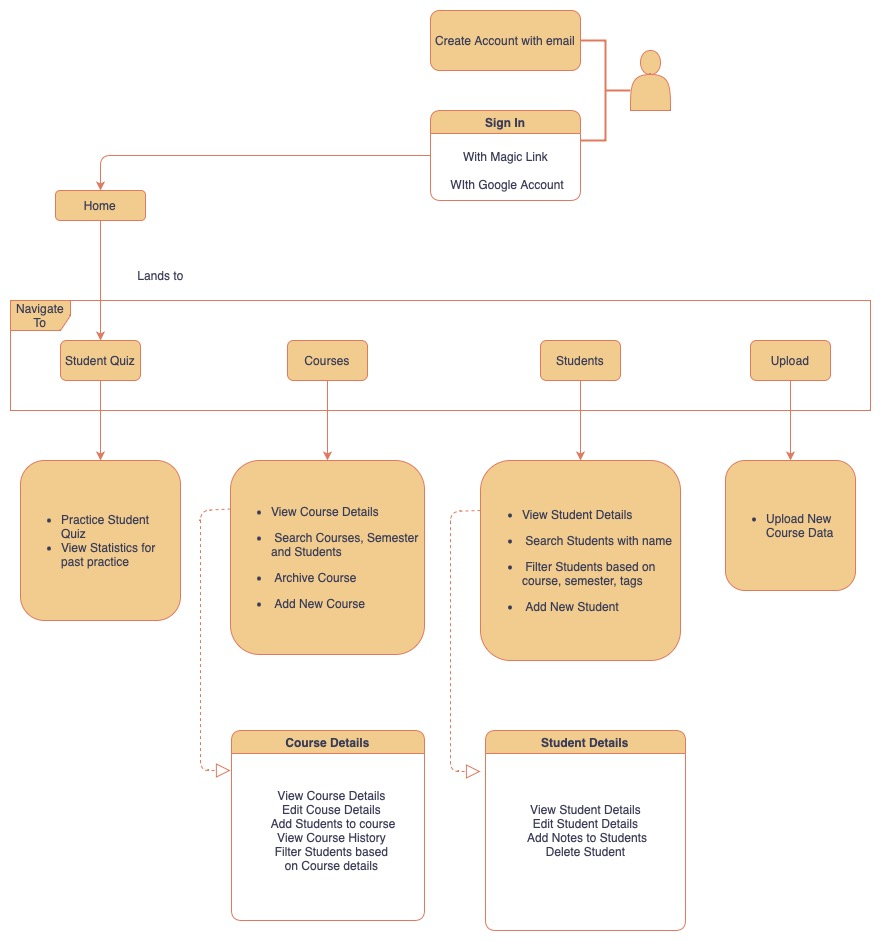 Create Account with email
Sign In
With Magic Link
WIth Google Account
Home
Lands to
Navigate
To
Student Quiz
Courses
Students
Upload
Practice Student
Quiz
View Statistics for
past practice
View Course Details
Search Courses, Semester
and Students
Archive Course
Add New Course
View Student Details
Search Students with name
Filter Students based on
course, semester, tags
Add New Student
Upload New
Course Data
Course Details
View Course Details
Edit Couse Details
Add Students to course
View Course History
Filter Students based
on Course details
Student Details
View Student Details
Edit Student Details
Add Notes to Students
Delete Student